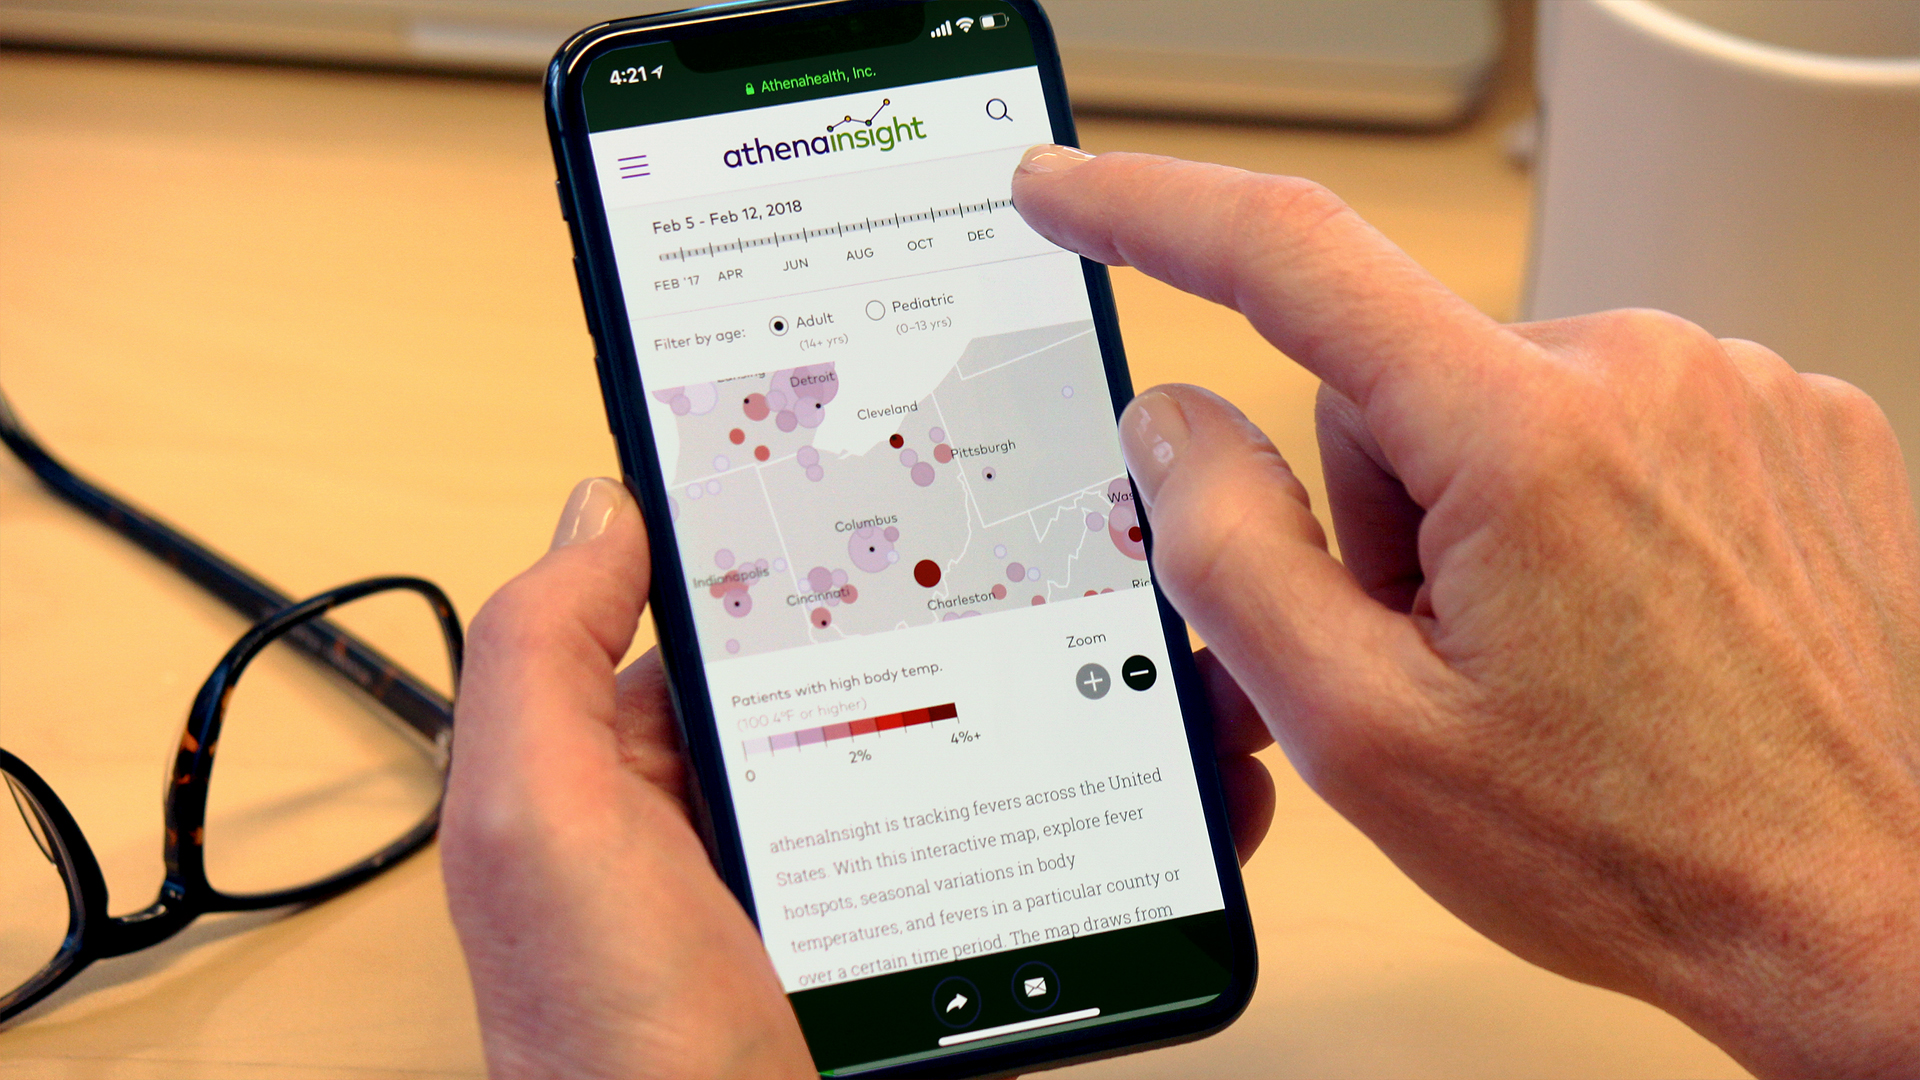 4:21
Athenahealth, Inc.
athenainsight
Feb 5 - Feb 12, 2018
FEB '17 APR JUN AUG OCT DEC
Filter by age: Adult Pediatric
(14+ yrs) (0-13 yrs)
Detroit
Cleveland
Pittsburgh
Was
Columbus
Indianapolis
Cincinnati
Charleston
Ric
Zoom
Patients with high body temp.
(100.4°F or higher)
0 2% 4%+
athenaInsight is tracking fevers across the United
States. With this interactive map, explore fever
hotspots, seasonal variations in body
temperatures, and fevers in a particular county or
over a certain time period. The map draws from